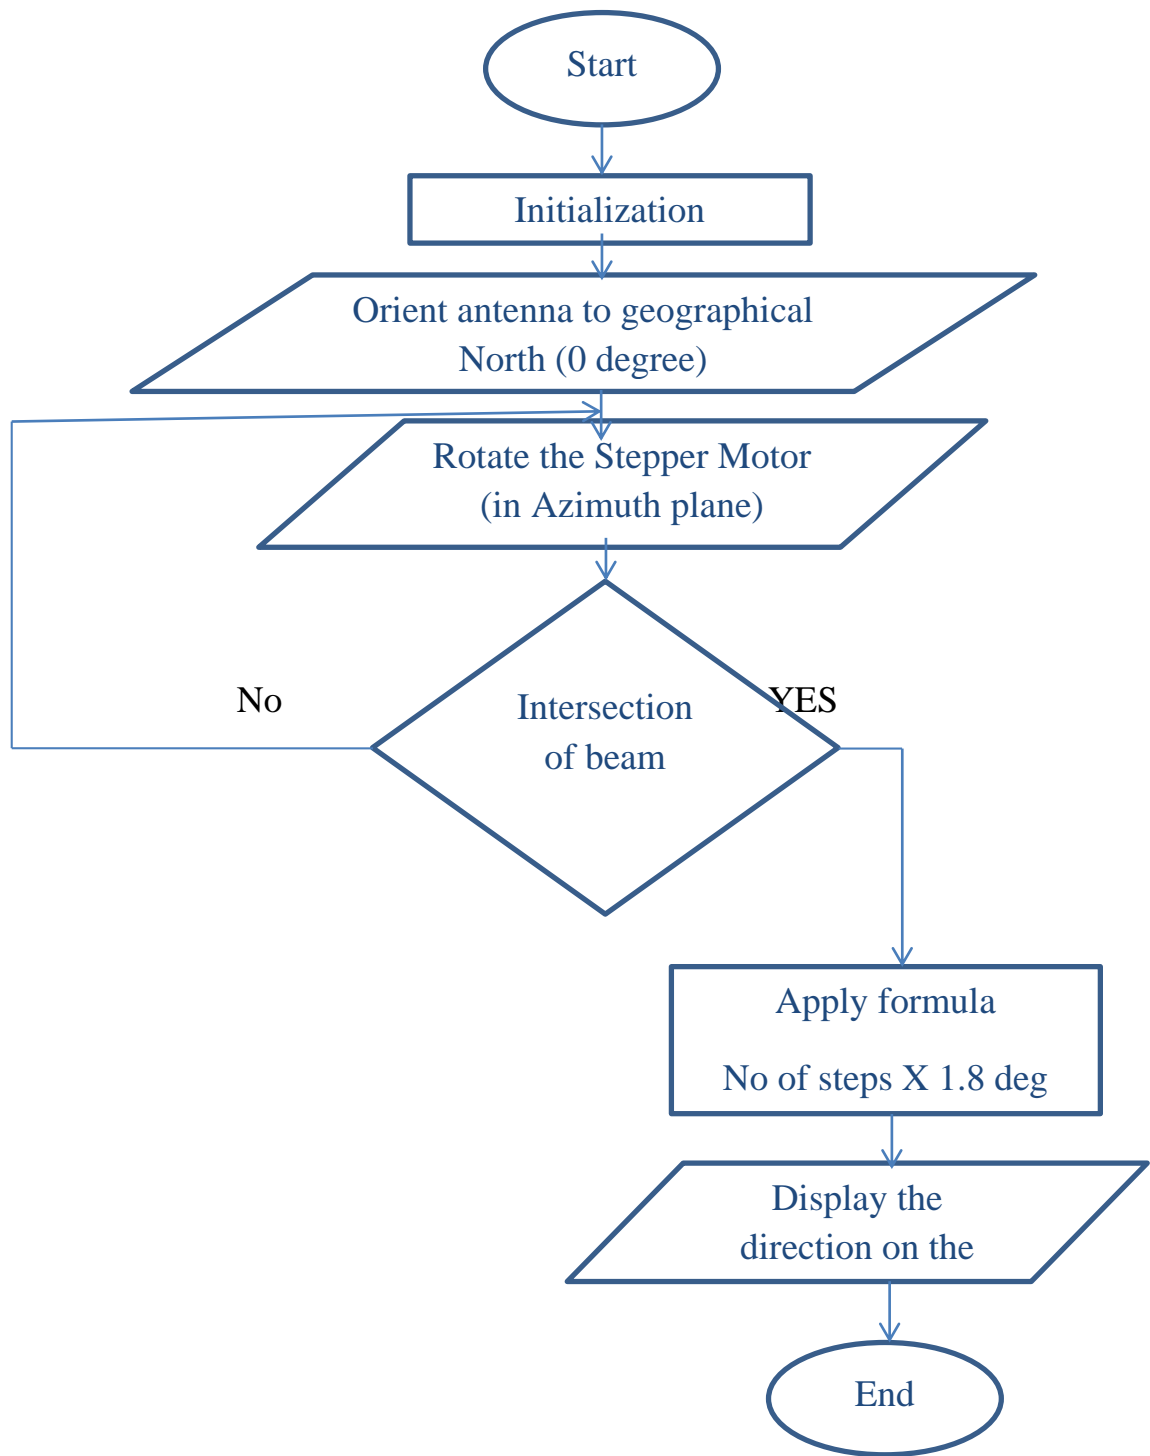 Start
Initialization
Orient antenna to geographical
North (0 degree)
Rotate the Stepper Motor
(in Azimuth plane)
No
Intersection
of beam
YES
Apply formula
No of steps X 1.8 deg
Display the
direction on the
End